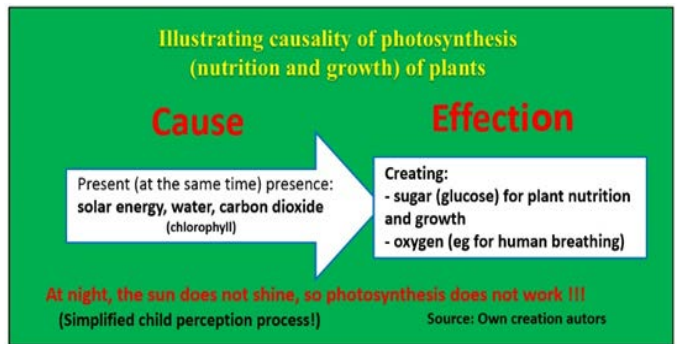 Illustrating causality of photosynthesis
(nutrition and growth) of plants
Cause
Effection
Present (at the same time) presence:
solar energy, water, carbon dioxide
(chlorophyll)
Creating:
- sugar (glucose) for plant nutrition
and growth
- oxygen (eg for human breathing)
At night, the sun does not shine, so photosynthesis does not work !!!
(Simplified child perception process!)
Source: Own creation autors